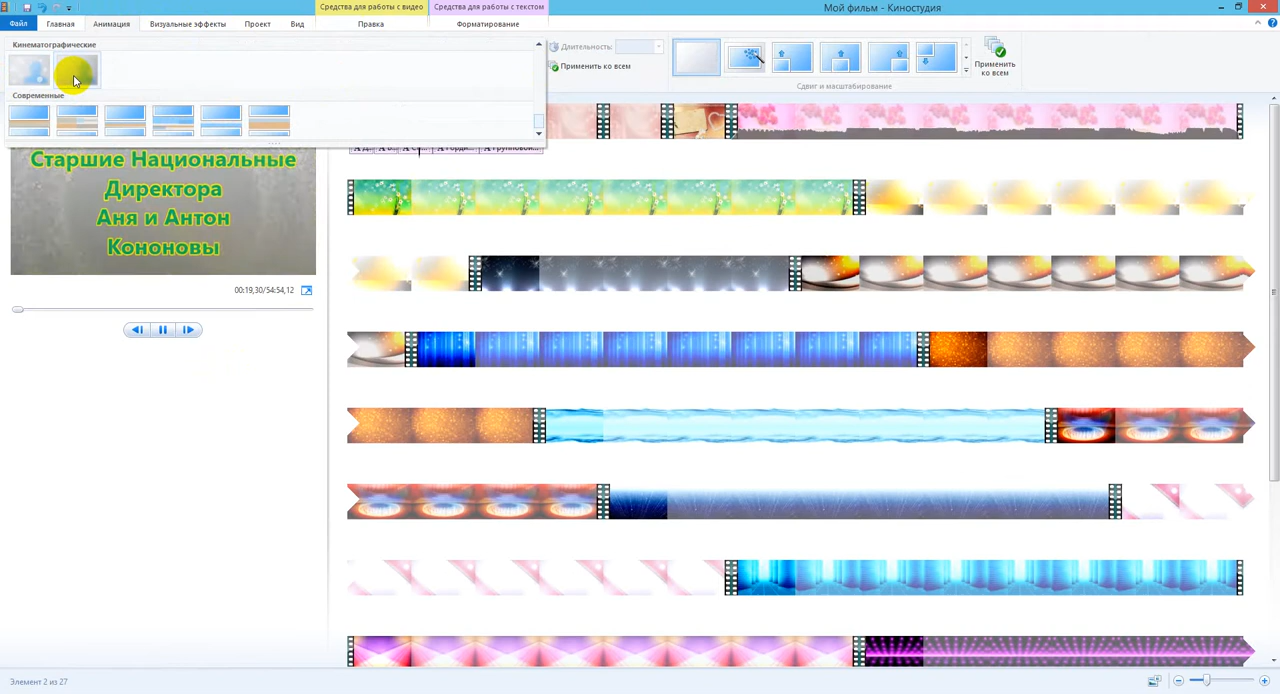 Средства для работы с видео
Средства для работы с текстом
Мой фильм - Киностудия
Файл
Главная
Анимация
Визуальные эффекты
Проект
Вид
Правка
Форматирование
Кинематографические
Современные
Длительность:
Применить ко всем
Применить
ко всем
Сдвиг и масштабирование
Старшие Национальные
Директора
Аня и Антон
Кононовы
00:19,30/54:54,12
Элемент 2 из 27